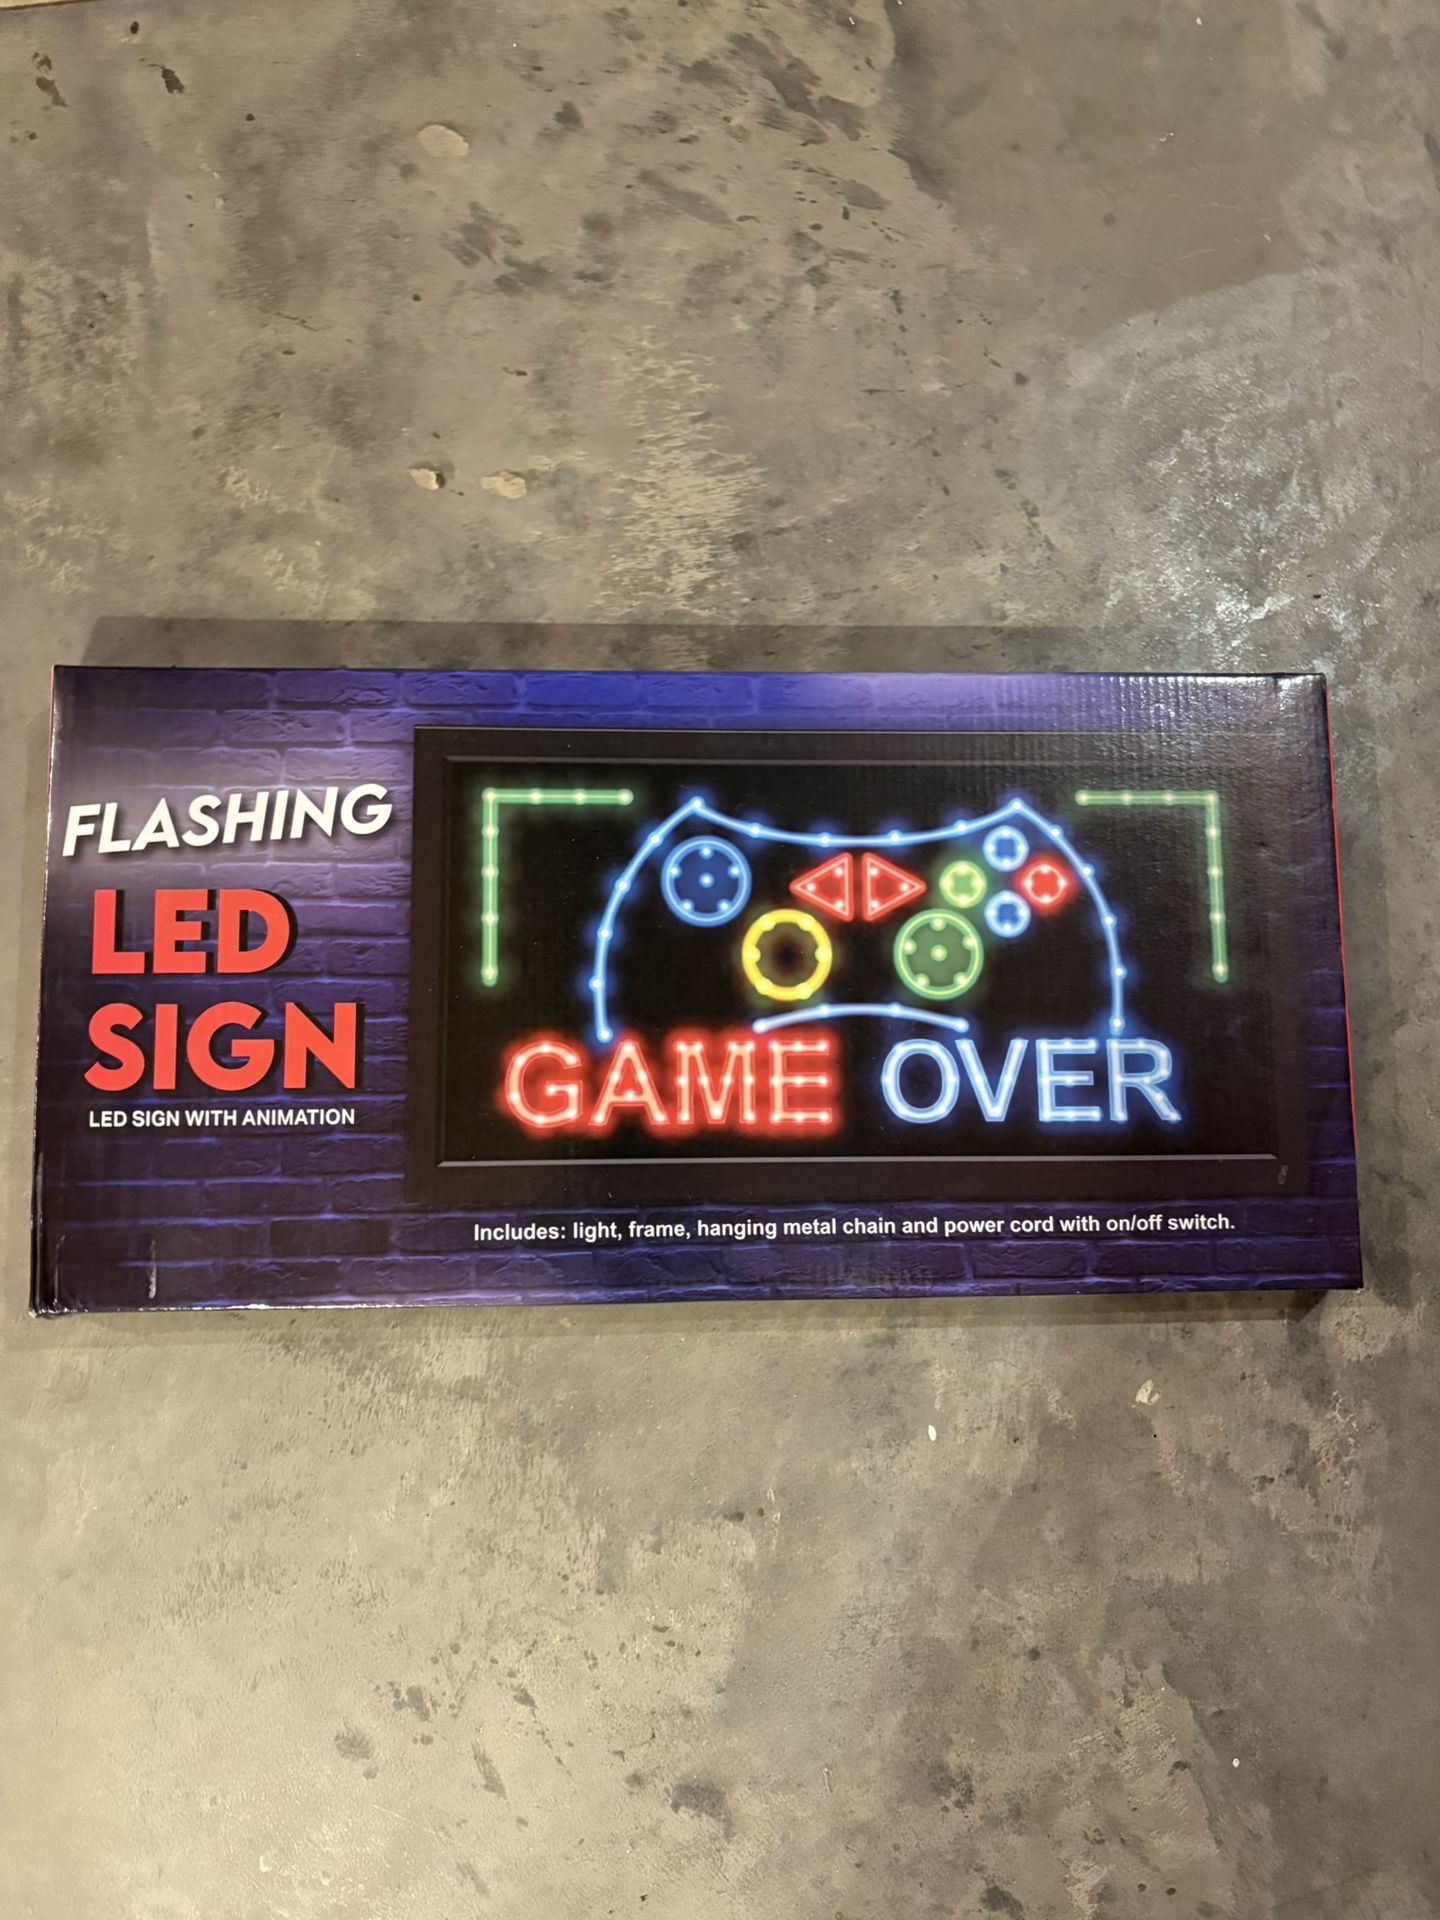 FLASHING
LED
SIGN
LED SIGN WITH ANIMATION
GAME OVER
Includes: light, frame, hanging metal chain and power cord with on/off switch.